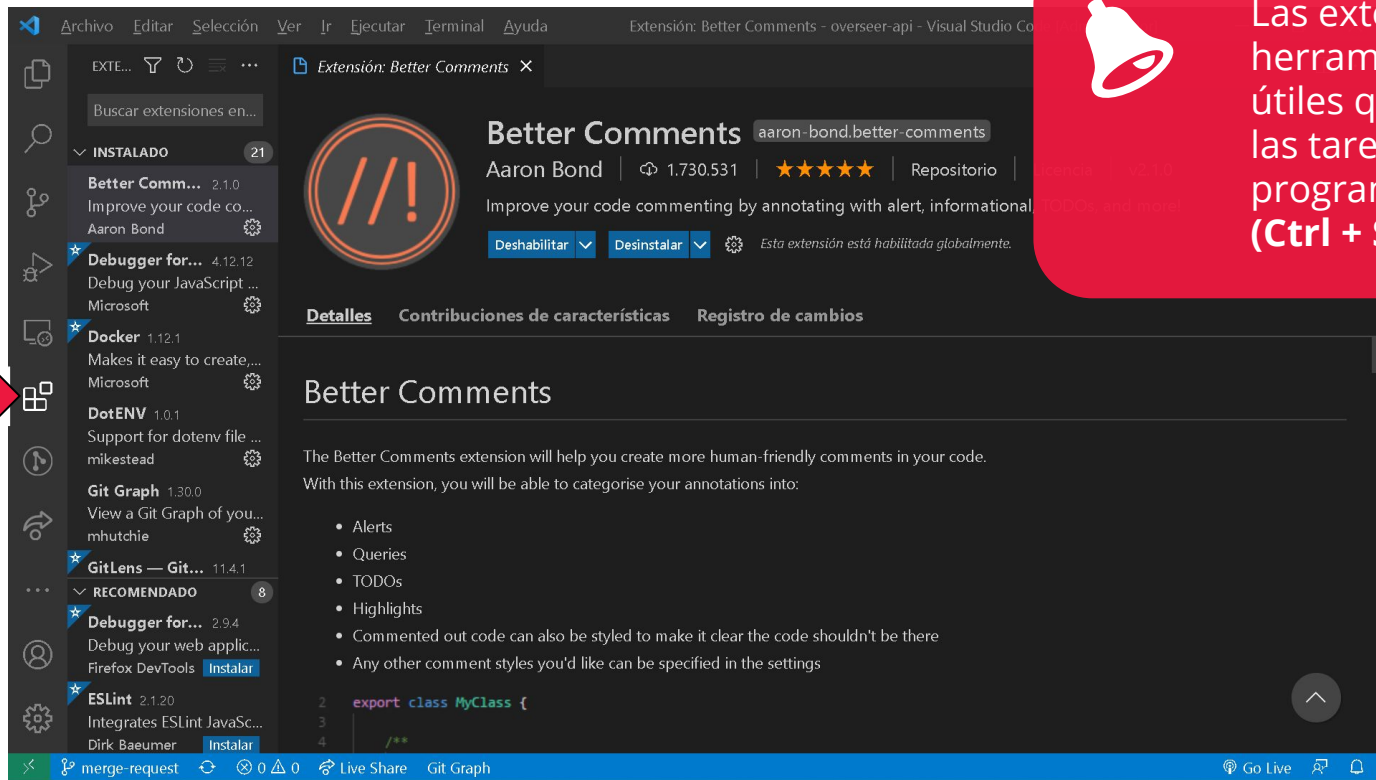 Archivo Editar Selección Ver Ir Ejecutar Terminal Ayuda Extensión: Better Comments - overseer-api - Visual Studio Co
EXTE... 
Extensión: Better Comments
Buscar extensiones en...
INSTALADO 21
Better Comm... 2.1.0
Improve your code co...
Aaron Bond
Debugger for... 4.12.12
Debug your JavaScript ...
Microsoft
Docker 1.12.1
Makes it easy to create,...
Microsoft
DotENV 1.0.1
Support for dotenv file ...
mikestead
Git Graph 1.30.0
View a Git Graph of you...
mhutchie
GitLens — Git... 11.4.1
RECOMENDADO 8
Debugger for... 2.9.4
Debug your web applic...
Firefox DevTools Instalar
ESLint 2.1.20
Integrates ESLint JavaSc...
Dirk Baeumer Instalar
//!
Better Comments aaron-bond.better-comments
Aaron Bond 1.730.531 ★★★★★ Repositorio Licencia v2.1.0
Improve your code commenting by annotating with alert, informational, TODOs, and more!
Deshabilitar Desinstalar Esta extensión está habilitada globalmente.
Detalles Contribuciones de características Registro de cambios
Better Comments
The Better Comments extension will help you create more human-friendly comments in your code.
With this extension, you will be able to categorise your annotations into:
• Alerts
• Queries
• TODOs
• Highlights
• Commented out code can also be styled to make it clear the code shouldn't be there
• Any other comment styles you'd like can be specified in the settings
2 export class MyClass {
3
4 /**
Las exte
herram
útiles q
las tare
progra
(Ctrl +
merge-request 0 0 Live Share Git Graph Go Live